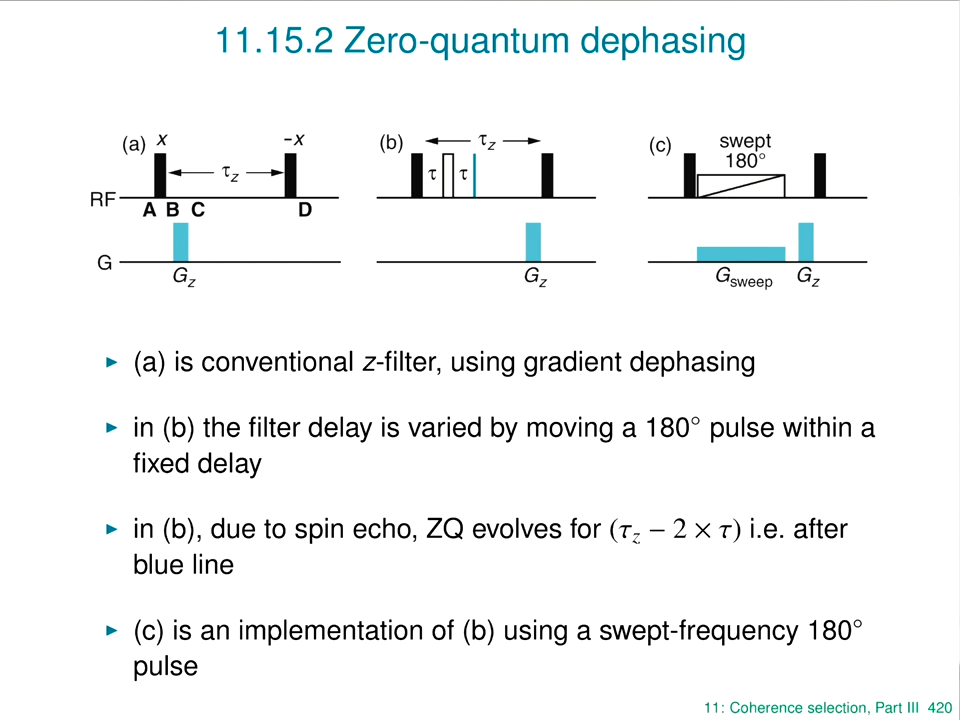 11.15.2 Zero-quantum dephasing
(a) x -x
τz
RF
A B C D
G
Gz
(b) τz
τ τ
Gz
(c) swept
180°
Gsweep Gz
(a) is conventional z-filter, using gradient dephasing
in (b) the filter delay is varied by moving a 180° pulse within a
fixed delay
in (b), due to spin echo, ZQ evolves for (τz − 2 × τ) i.e. after
blue line
(c) is an implementation of (b) using a swept-frequency 180°
pulse
11: Coherence selection, Part III 420